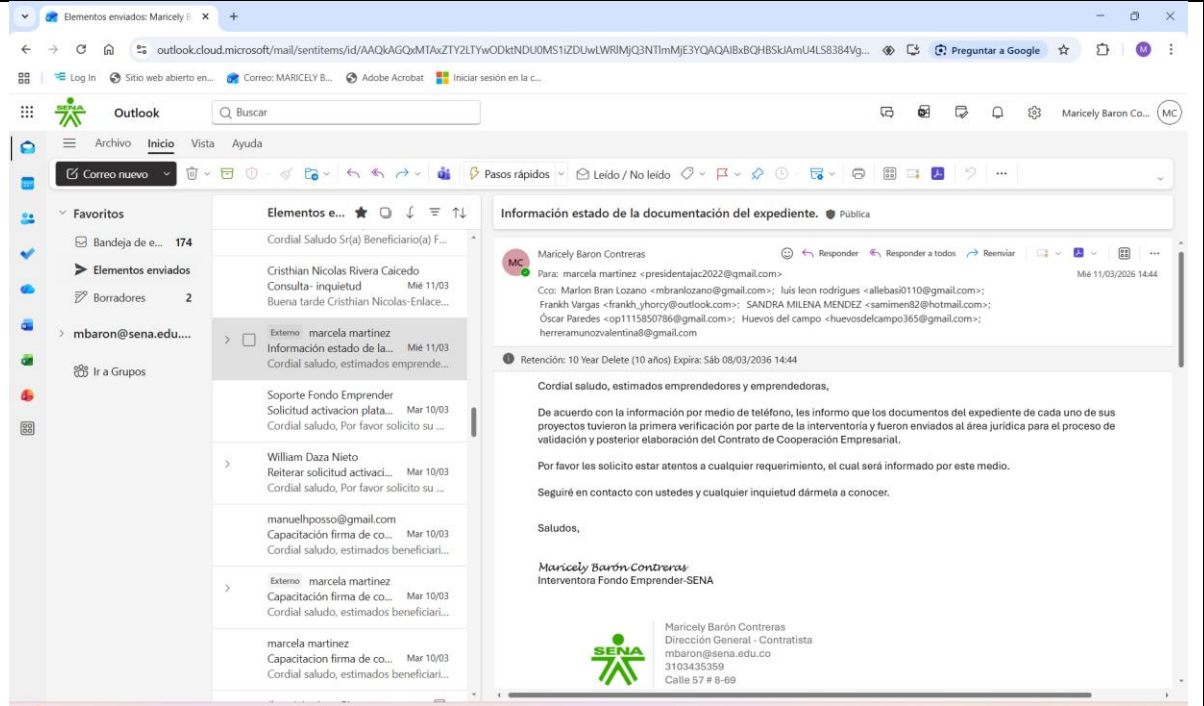 Elementos enviados: Maricely B
outlook.cloud.microsoft/mail/sentitems/id/
Preguntar a Google
M
Log In
Sitio web abierto en...
Correo: MARICELY B...
Adobe Acrobat
Iniciar sesión en la c...
SENA
Outlook
Buscar
Maricely Baron Co...
MC
Archivo
Inicio
Vista
Ayuda
Correo nuevo
Pasos rápidos
Leído / No leído
Favoritos
Bandeja de e... 174
Elementos enviados
Borradores 2
mbaron@sena.edu....
Ir a Grupos
Elementos e...
Cordial Saludo Sr(a) Beneficiario(a) F...
Cristhian Nicolas Rivera Caicedo
Consulta- inquietud Mié 11/03
Buena tarde Cristhian Nicolas-Enlace...
Externo marcela martinez
Información estado de la... Mié 11/03
Cordial saludo, estimados emprende...
Soporte Fondo Emprender
Solicitud activacion plata... Mar 10/03
Cordial saludo, Por favor solicito su ...
William Daza Nieto
Reiterar solicitud activaci... Mar 10/03
Cordial saludo, Por favor solicito su ...
manuelhposso@gmail.com
Capacitación firma de co... Mar 10/03
Cordial saludo, estimados beneficiari...
Externo marcela martinez
Capacitación firma de co... Mar 10/03
Cordial saludo, estimados beneficiari...
marcela martinez
Capacitacion firma de co... Mar 10/03
Cordial saludo, estimados beneficiari...
Información estado de la documentación del expediente. Pública
MC
Maricely Baron Contreras
Responder
Responder a todos
Reenviar
Para: marcela martinez <presidentajac2022@gmail.com>
Mié 11/03/2026 14:44
Cco: Marlon Bran Lozano <mbranlozano@gmail.com>; luis leon rodrigues <allebasi0110@gmail.com>;
Frankh Vargas <frankh_yhorcy@outlook.com>; SANDRA MILENA MENDEZ <samimen82@hotmail.com>;
Óscar Paredes <op1115850786@gmail.com>; Huevos del campo <huevosdelcampo365@gmail.com>;
herreramunozvalentina8@gmail.com
Retención: 10 Year Delete (10 años) Expira: Sáb 08/03/2036 14:44
Cordial saludo, estimados emprendedores y emprendedoras,
De acuerdo con la información por medio de teléfono, les informo que los documentos del expediente de cada uno de sus
proyectos tuvieron la primera verificación por parte de la interventoría y fueron enviados al área jurídica para el proceso de
validación y posterior elaboración del Contrato de Cooperación Empresarial.
Por favor les solicito estar atentos a cualquier requerimiento, el cual será informado por este medio.
Seguiré en contacto con ustedes y cualquier inquietud dármela a conocer.
Saludos,
Maricely Barón Contreras
Interventora Fondo Emprender-SENA
SENA
Maricely Barón Contreras
Dirección General - Contratista
mbaron@sena.edu.co
3103435359
Calle 57 # 8-69